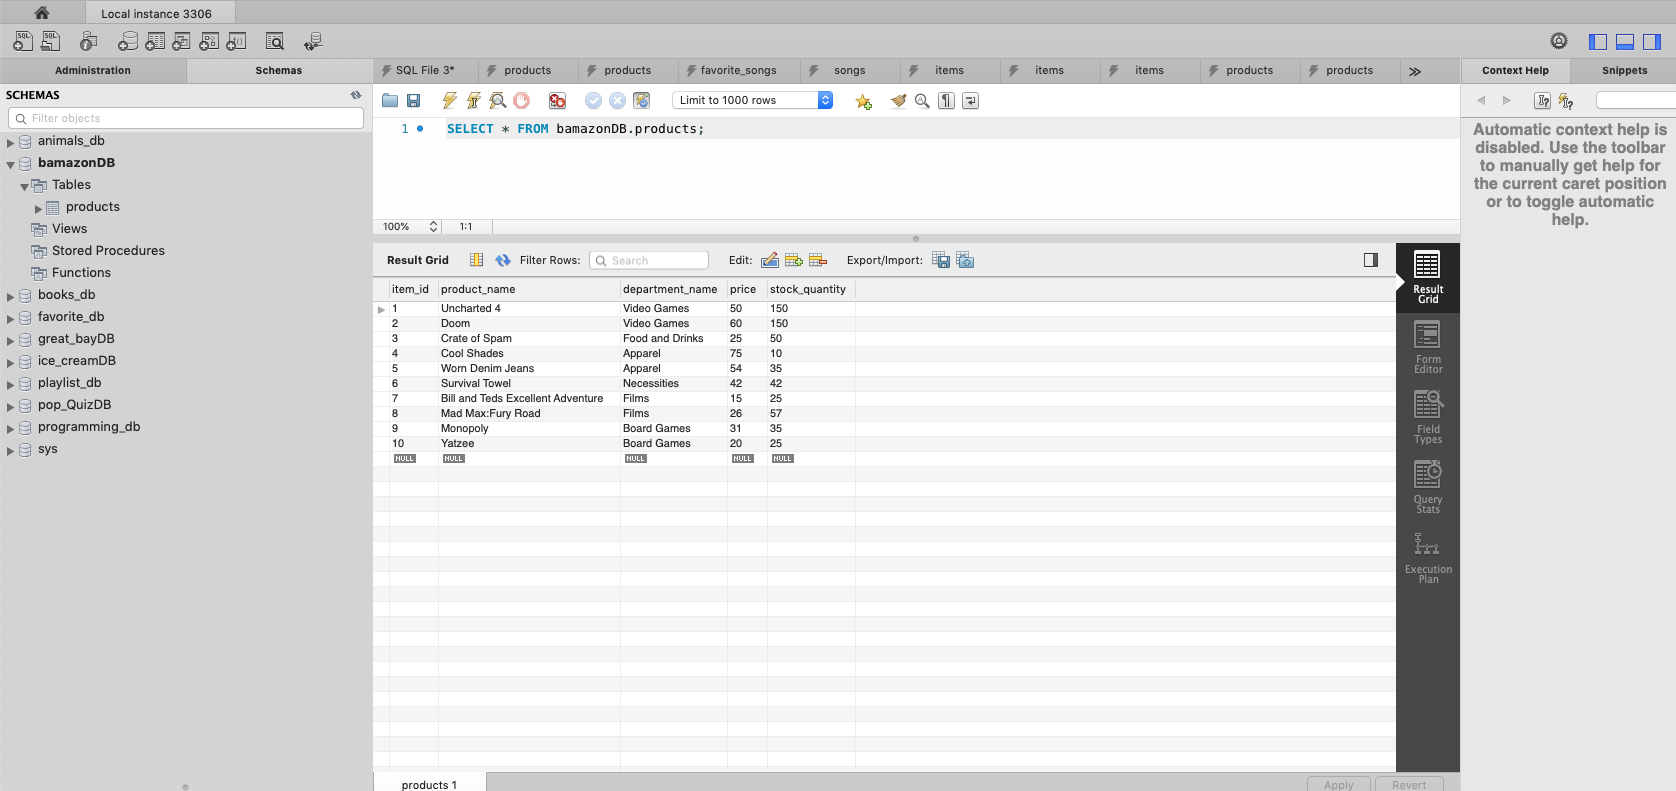 Local instance 3306
Administration
Schemas
SQL File 3*
products
products
favorite_songs
songs
items
items
items
products
products
Context Help
Snippets
SCHEMAS
Filter objects
animals_db
bamazonDB
Tables
products
Views
Stored Procedures
Functions
books_db
favorite_db
great_bayDB
ice_creamDB
playlist_db
pop_QuizDB
programming_db
sys
Limit to 1000 rows
1 SELECT * FROM bamazonDB.products;
100% 1:1
Result Grid Filter Rows: Search Edit: Export/Import:
item_id product_name department_name price stock_quantity
1 Uncharted 4 Video Games 50 150
2 Doom Video Games 60 150
3 Crate of Spam Food and Drinks 25 50
4 Cool Shades Apparel 75 10
5 Worn Denim Jeans Apparel 54 35
6 Survival Towel Necessities 42 42
7 Bill and Teds Excellent Adventure Films 15 25
8 Mad Max:Fury Road Films 26 57
9 Monopoly Board Games 31 35
10 Yatzee Board Games 20 25
NULL NULL NULL NULL NULL
Result
Grid
Form
Editor
Field
Types
Query
Stats
Execution
Plan
Automatic context help is
disabled. Use the toolbar
to manually get help for
the current caret position
or to toggle automatic
help.
products 1
Apply Revert